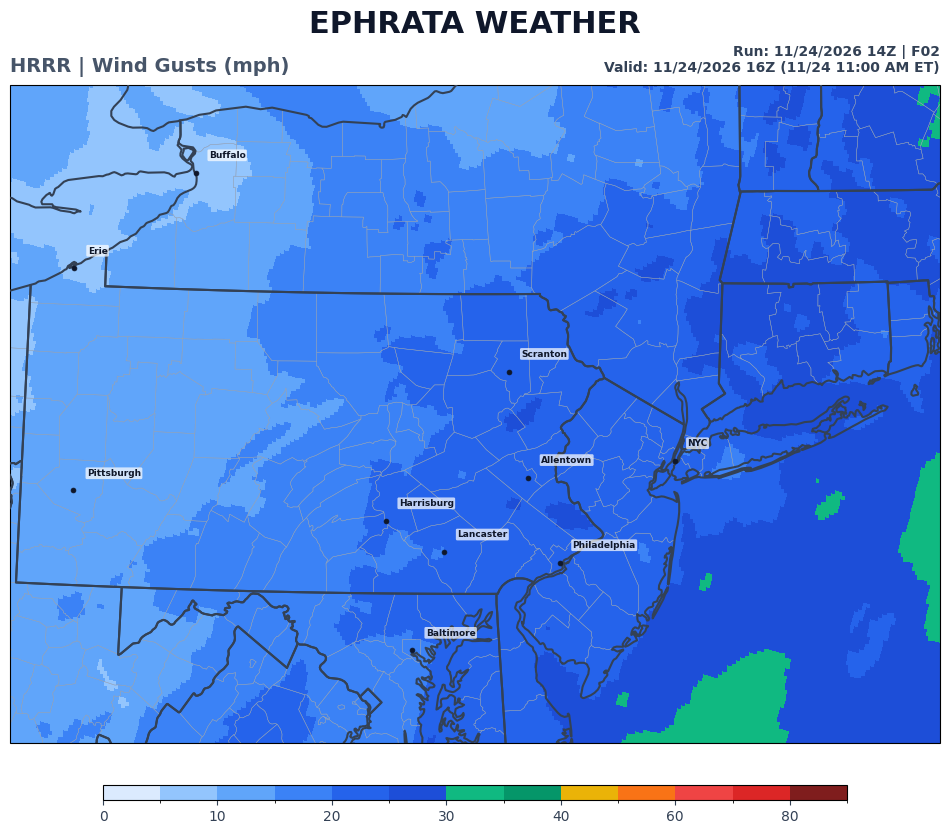 EPHRATA WEATHER
HRRR | Wind Gusts (mph)
Run: 11/24/2026 14Z | F02
Valid: 11/24/2026 16Z (11/24 11:00 AM ET)
Buffalo
Erie
Scranton
NYC
Allentown
Pittsburgh
Harrisburg
Lancaster
Philadelphia
Baltimore
0 10 20 30 40 50 60 70 80